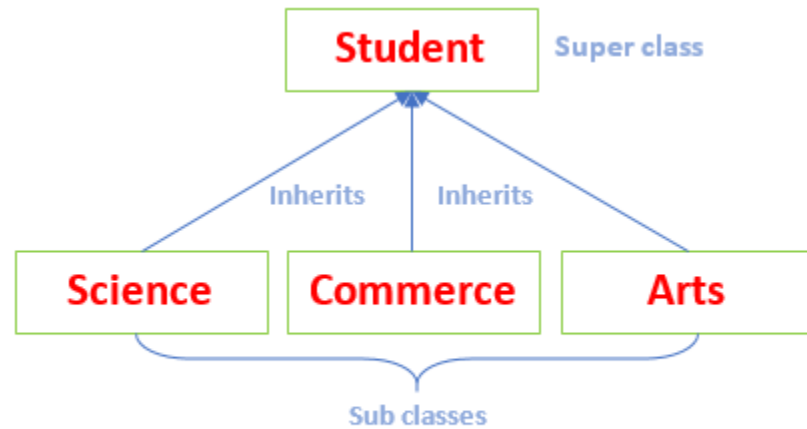 Student
Super class
Inherits
Inherits
Science
Commerce
Arts
Sub classes